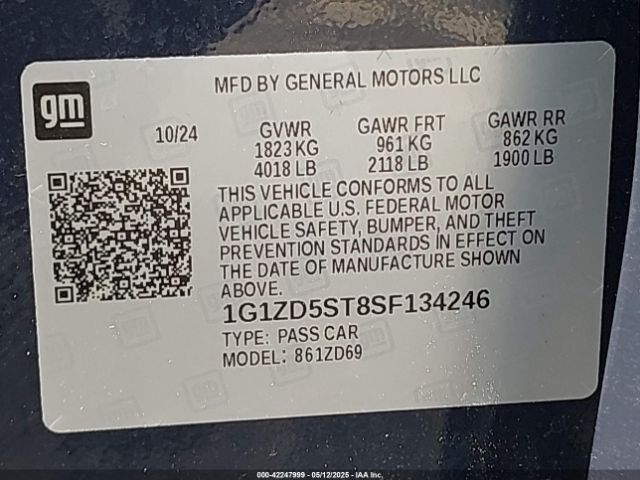 gm
MFD BY GENERAL MOTORS LLC
10/24
GVWR
1823 KG
4018 LB
GAWR FRT
961 KG
2118 LB
GAWR RR
862 KG
1900 LB
THIS VEHICLE CONFORMS TO ALL
APPLICABLE U.S. FEDERAL MOTOR
VEHICLE SAFETY, BUMPER, AND THEFT
PREVENTION STANDARDS IN EFFECT ON
THE DATE OF MANUFACTURE SHOWN
ABOVE.
1G1ZD5ST8SF134246
TYPE: PASS CAR
MODEL: 861ZD69
000-42247999 - 05/12/2025 - IAA Inc.